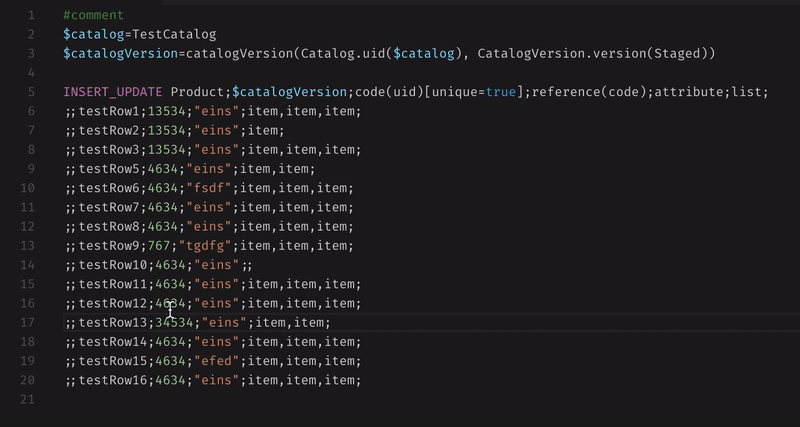 1 #comment
2 $catalog=TestCatalog
3 $catalogVersion=catalogVersion(Catalog.uid($catalog), CatalogVersion.version(Staged))
4
5 INSERT_UPDATE Product;$catalogVersion;code(uid)[unique=true];reference(code);attribute;list;
6 ;;testRow1;13534;"eins";item,item,item;
7 ;;testRow2;13534;"eins";item;
8 ;;testRow3;13534;"eins";item,item,item;
9 ;;testRow5;4634;"eins";item,item;
10 ;;testRow6;4634;"fsdf";item,item,item;
11 ;;testRow7;4634;"eins";item,item,item;
12 ;;testRow8;4634;"eins";item,item,item;
13 ;;testRow9;767;"tgdfg";item,item,item;
14 ;;testRow10;4634;"eins";;
15 ;;testRow11;4634;"eins";item,item,item;
16 ;;testRow12;4634;"eins";item,item,item;
17 ;;testRow13;34534;"eins";item,item;
18 ;;testRow14;4634;"eins";item,item,item;
19 ;;testRow15;4634;"efed";item,item,item;
20 ;;testRow16;4634;"eins";item,item,item;
21